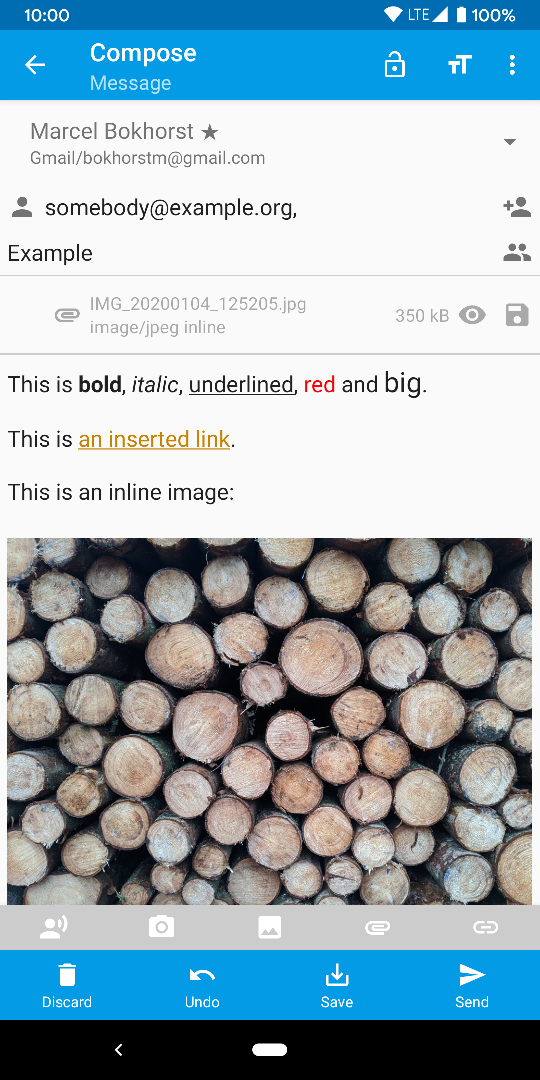 10:00
LTE
100%
Compose
Message
Marcel Bokhorst ★
Gmail/bokhorstm@gmail.com
somebody@example.org,
Example
IMG_20200104_125205.jpg
image/jpeg inline
350 kB
This is bold, italic, underlined, red and big.
This is an inserted link.
This is an inline image:
Discard
Undo
Save
Send